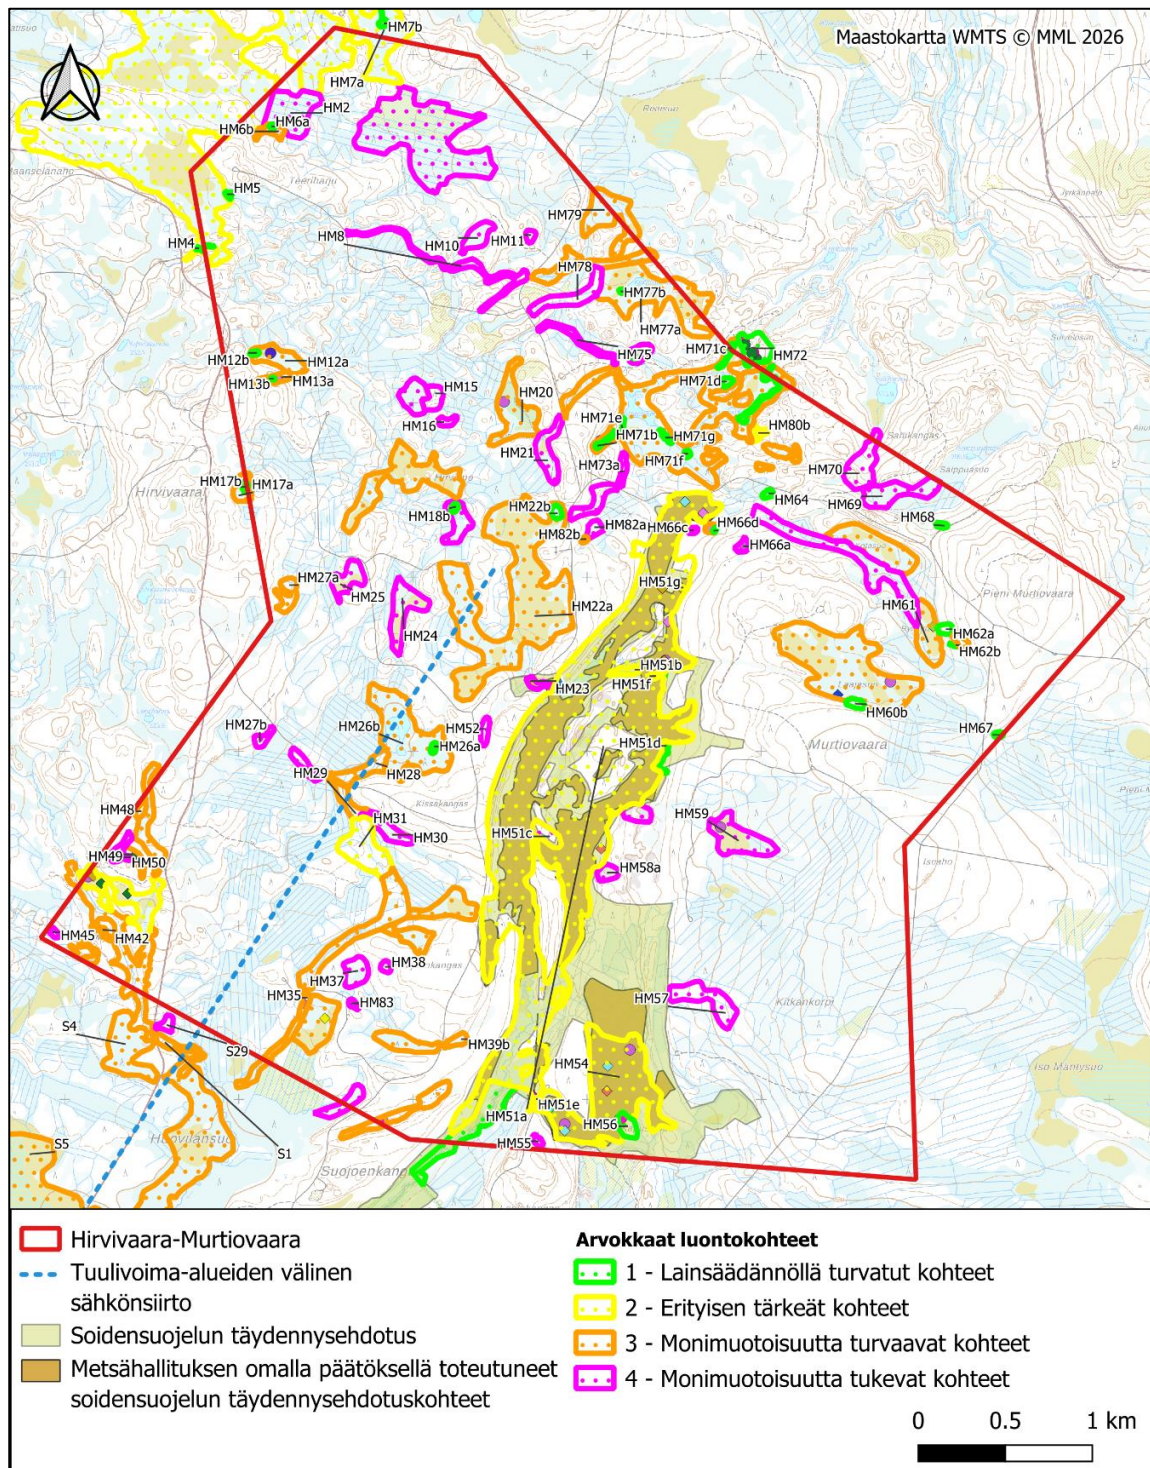 HM7b
Maastokartta WMTS © MML 2026
HM7a
HM2
HM6a
HM6b
Reasuo
Teeriharju
HM5
HM79
HM8
HM10
HM11
HM4
HM78
HM77b
HM77a
HM71c
HM72
HM75
HM12b
HM12a
HM13b
HM13a
HM71d
HM15
HM20
HM16
HM71e
HM71b
HM71g
HM80b
HM21
HM73a
HM71f
HM70
HM69
HM17b
HM17a
Hirvivaara
HM64
HM18b
HM22b
HM82a
HM82b
HM66c
HM66d
HM68
HM66a
HM27a
HM25
HM51g
Pieni Murtiovaara
HM24
HM22a
HM61
HM62a
HM62b
HM51b
HM51f
HM23
HM60b
HM27b
HM26b
HM52
HM26a
HM51d
HM67
Murtiovaara
HM28
HM29
Kissakangas
HM48
HM31
HM30
HM51c
HM59
HM49
HM50
HM58a
HM45
HM42
HM38
HM37
HM83
HM35
HM57
Kitkankorpi
S4
S29
HM39b
HM54
Iso Mäntysuo
HM51a
HM51e
HM56
S5
Huovilansuo
S1
HM55
Hirvivaara-Murtiovaara
Tuulivoima-alueiden välinen
sähkönsiirto
Soidensuojelun täydennysehdotus
Metsähallituksen omalla päätöksellä toteutuneet
soidensuojelun täydennysehdotuskohteet
Arvokkaat luontokohteet
1 - Lainsäädännöllä turvatut kohteet
2 - Erityisen tärkeät kohteet
3 - Monimuotoisuutta turvaavat kohteet
4 - Monimuotoisuutta tukevat kohteet
0 0.5 1 km